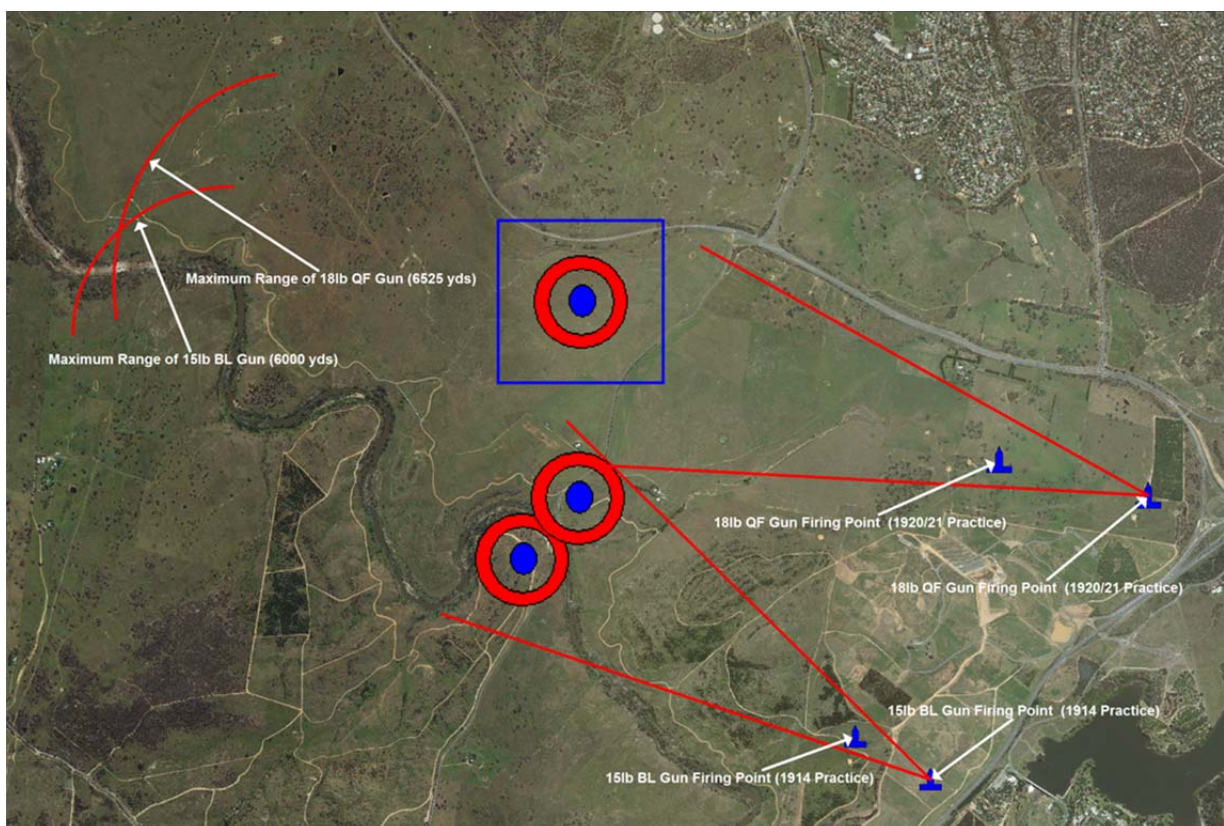 Maximum Range of 18lb QF Gun (6525 yds)
Maximum Range of 15lb BL Gun (6000 yds)
18lb QF Gun Firing Point (1920/21 Practice)
18lb QF Gun Firing Point (1920/21 Practice)
15lb BL Gun Firing Point (1914 Practice)
15lb BL Gun Firing Point (1914 Practice)